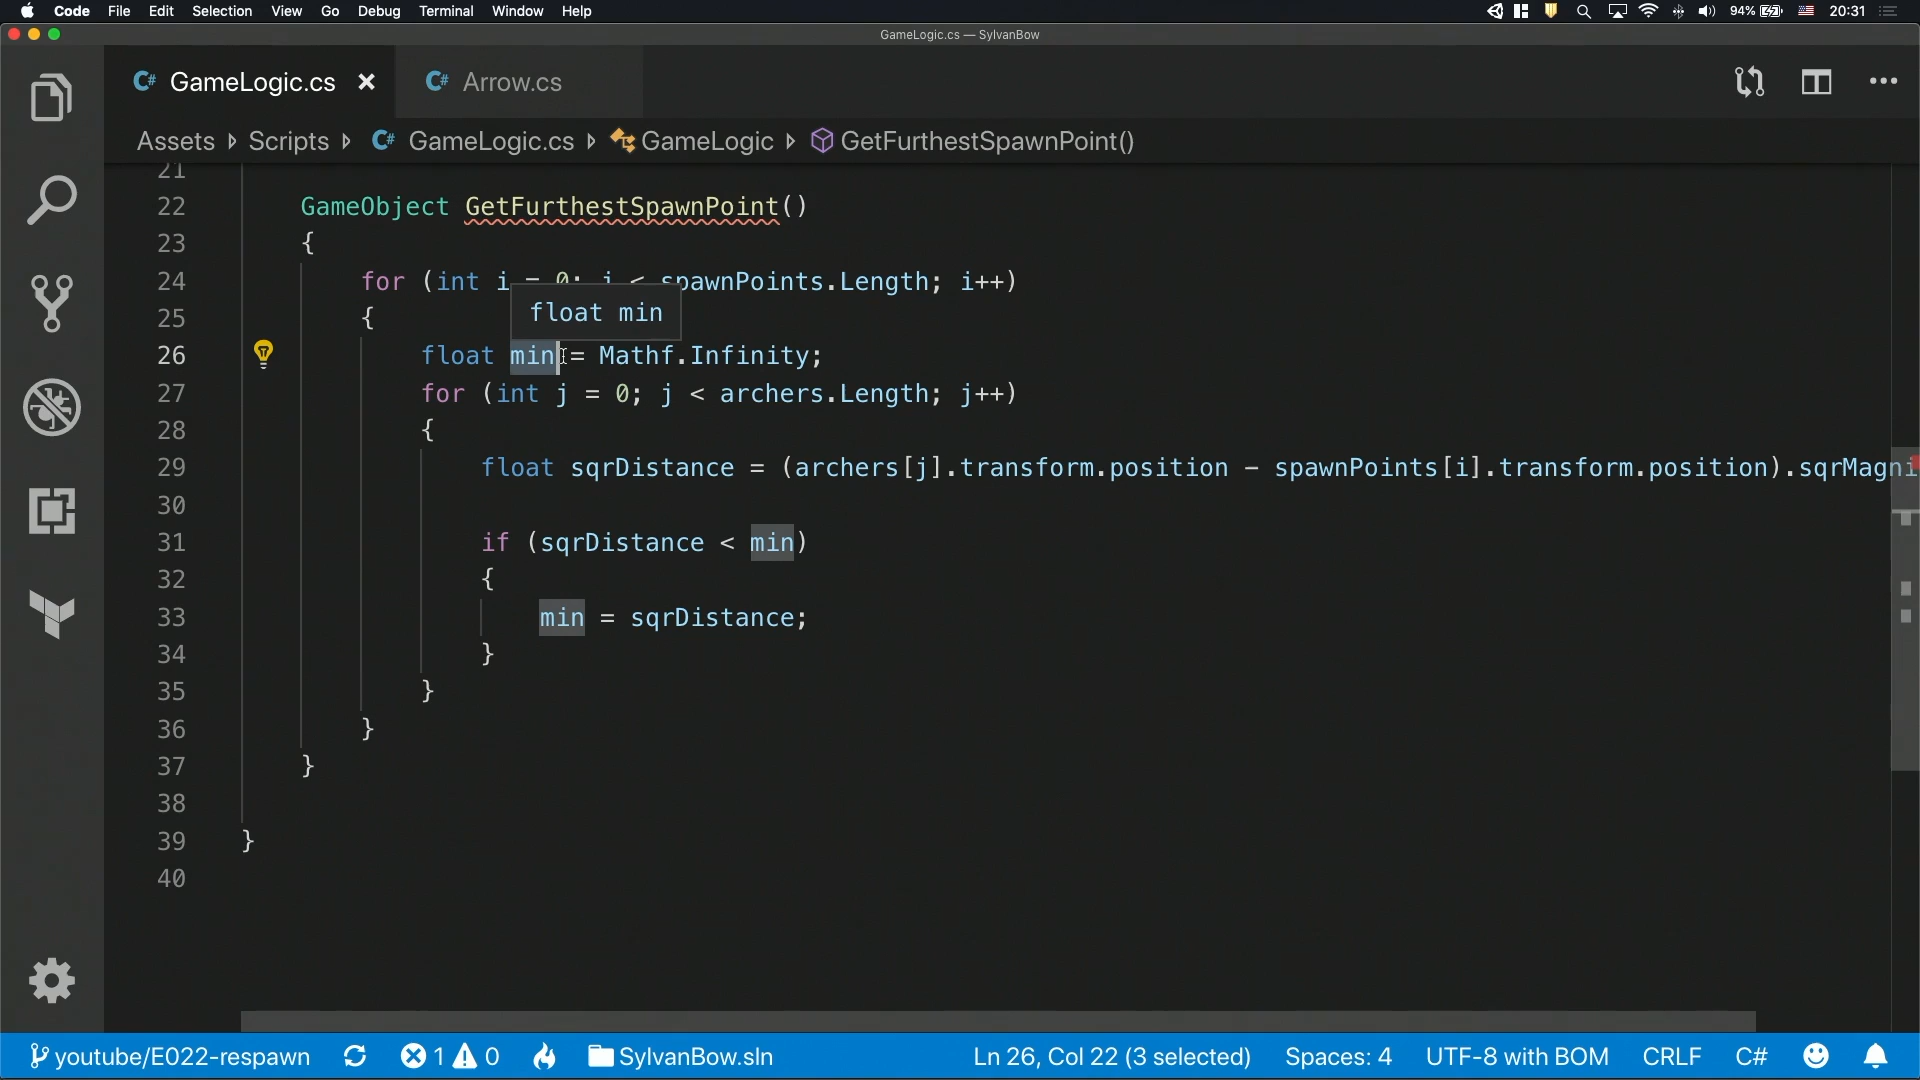 Code File Edit Selection View Go Debug Terminal Window Help 94% 20:31
GameLogic.cs — SylvanBow
C# GameLogic.cs × C# Arrow.cs
Assets Scripts C# GameLogic.cs GameLogic GetFurthestSpawnPoint()
21
22 GameObject GetFurthestSpawnPoint()
23 {
24 for (int i = 0; i < spawnPoints.Length; i++)
25 {
float min
26 float min = Mathf.Infinity;
27 for (int j = 0; j < archers.Length; j++)
28 {
29 float sqrDistance = (archers[j].transform.position - spawnPoints[i].transform.position).sqrMagni
30
31 if (sqrDistance < min)
32 {
33 min = sqrDistance;
34 }
35 }
36 }
37 }
38
39 }
40
youtube/E022-respawn 1 0 SylvanBow.sln Ln 26, Col 22 (3 selected) Spaces: 4 UTF-8 with BOM CRLF C#